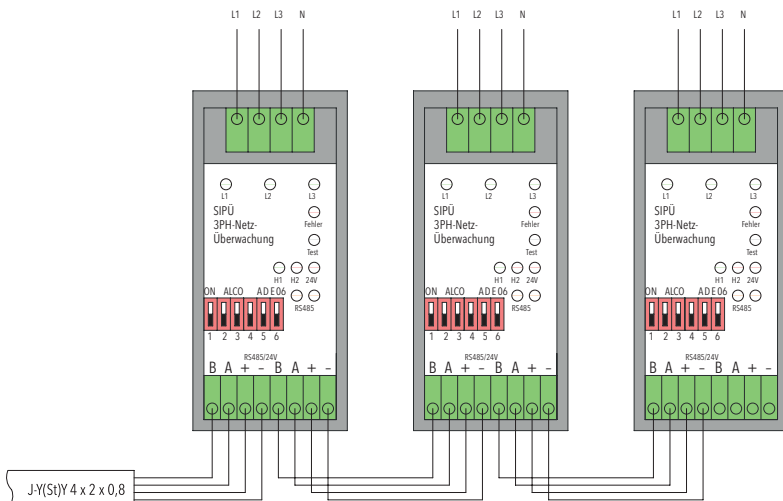 L1 L2 L3 N
L1 L2 L3
SIPÜ
3PH-Netz-
Überwachung
Fehler
Test
H1 H2 24V
ON ALCO ADE06
RS485
1 2 3 4 5 6
RS485/24V
B A + – B A + –
L1 L2 L3 N
L1 L2 L3
SIPÜ
3PH-Netz-
Überwachung
Fehler
Test
H1 H2 24V
ON ALCO ADE06
RS485
1 2 3 4 5 6
RS485/24V
B A + – B A + –
L1 L2 L3 N
L1 L2 L3
SIPÜ
3PH-Netz-
Überwachung
Fehler
Test
H1 H2 24V
ON ALCO ADE06
RS485
1 2 3 4 5 6
RS485/24V
B A + – B A + –
J-Y(St)Y 4 x 2 x 0,8